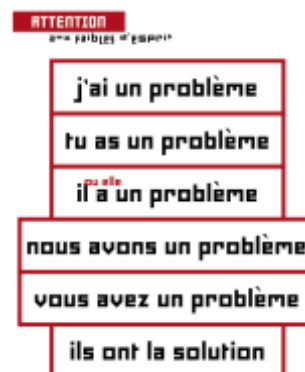 ATTENTION
aux faibles d'esprit
j'ai un problème
tu as un problème
ou elle
il a un problème
nous avons un problème
vous avez un problème
ils ont la solution